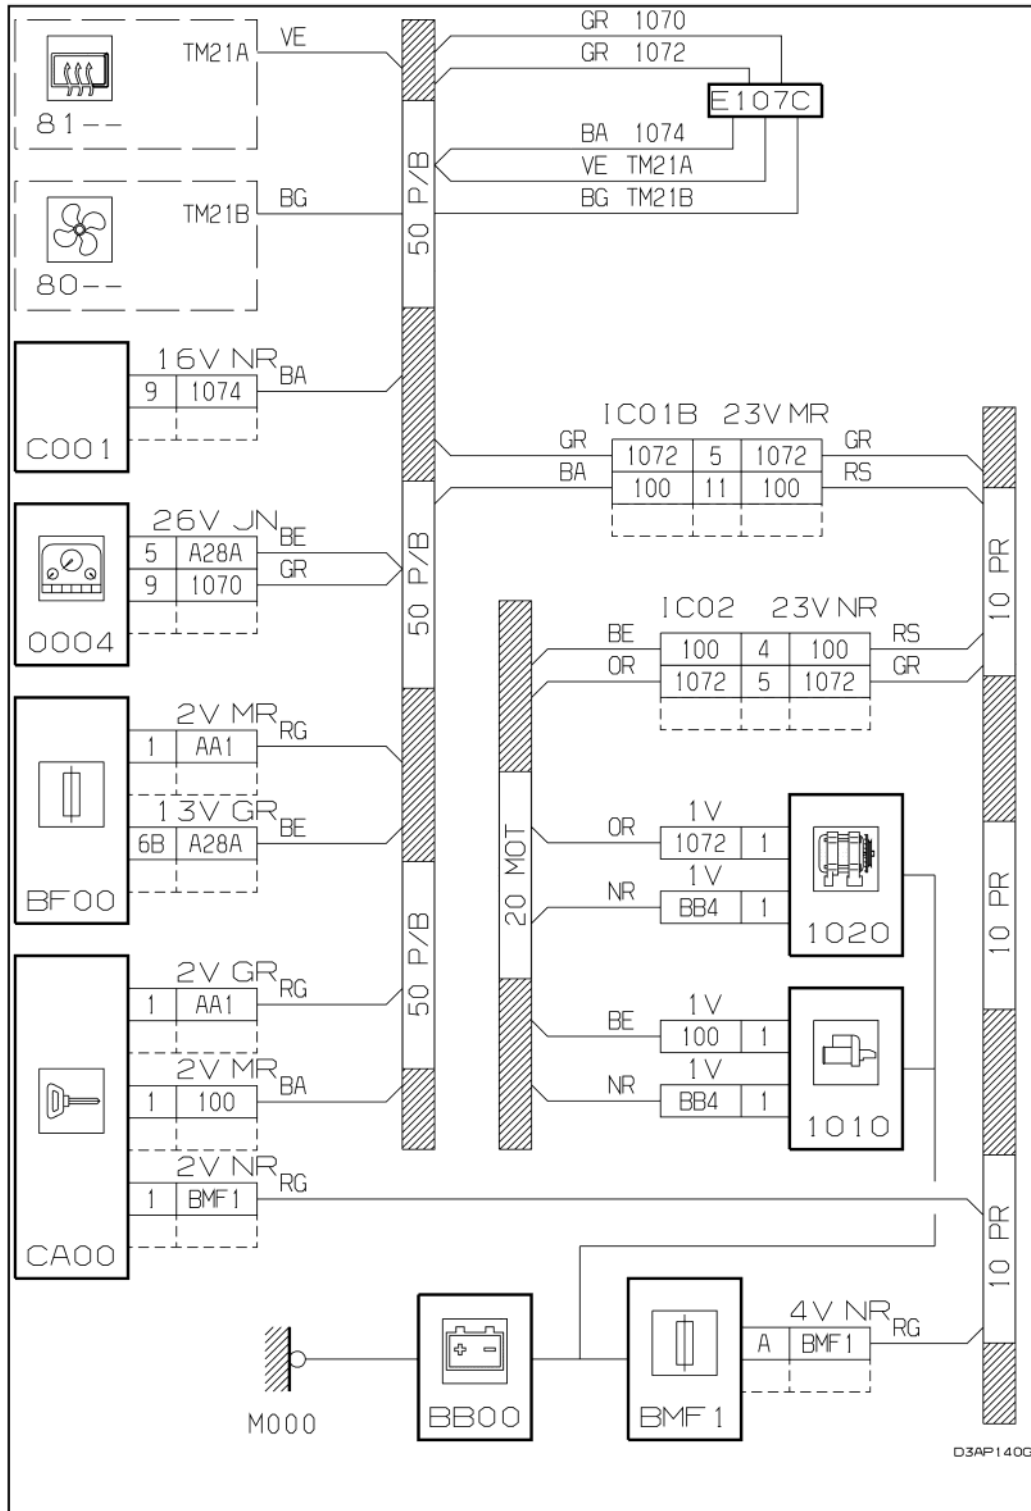 GR 1070
TM21A VE
GR 1072
81--
E107C
BA 1074
VE TM21A
TM21B BG
BG TM21B
80--
50 P/B
16V NR
9 1074 BA
C001
IC01B 23V MR
GR 1072 5 1072 GR
BA 100 11 100 RS
26V JN
5 A28A BE
9 1070 GR
0004
50 P/B
10 PR
IC02 23V NR
BE 100 4 100 RS
OR 1072 5 1072 GR
2V MR
1 AA1 RG
13V GR
6B A28A BE
BF00
1V
OR 1072 1
1V
NR BB4 1
1020
20 MOT
10 PR
50 P/B
2V GR
1 AA1 RG
2V MR
1 100 BA
2V NR
1 BMF1 RG
CA00
1V
BE 100 1
1V
NR BB4 1
1010
10 PR
4V NR
A BMF1 RG
M000
BB00
+ -
BMF1
D3AP140G